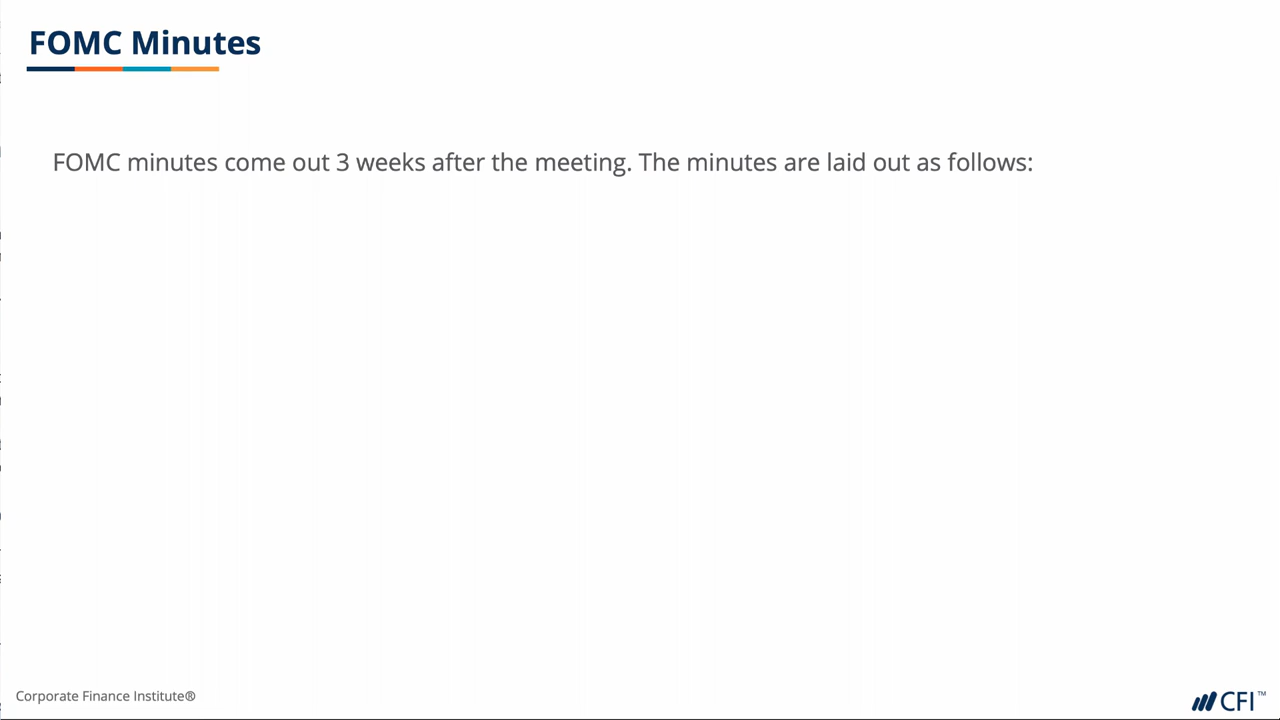 FOMC Minutes
FOMC minutes come out 3 weeks after the meeting. The minutes are laid out as follows:
Corporate Finance Institute®
CFI™